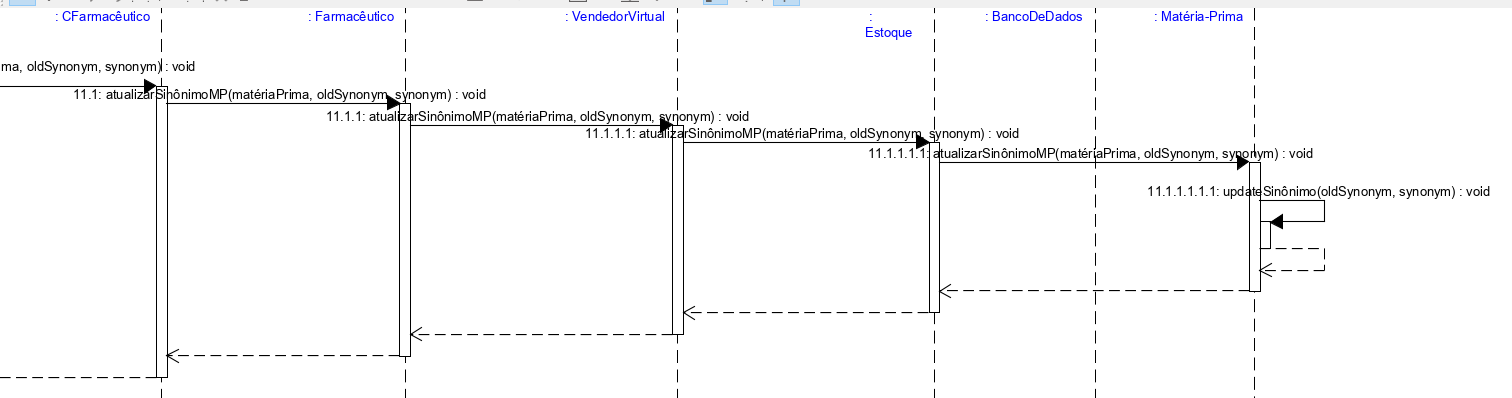 : CFarmacêutico
: Farmacêutico
: VendedorVirtual
:
Estoque
: BancoDeDados
: Matéria-Prima
ma, oldSynonym, synonym) : void
11.1: atualizarSinônimoMP(matériaPrima, oldSynonym, synonym) : void
11.1.1: atualizarSinônimoMP(matériaPrima, oldSynonym, synonym) : void
11.1.1.1: atualizarSinônimoMP(matériaPrima, oldSynonym, synonym) : void
11.1.1.1.1: atualizarSinônimoMP(matériaPrima, oldSynonym, synonym) : void
11.1.1.1.1.1: updateSinônimo(oldSynonym, synonym) : void